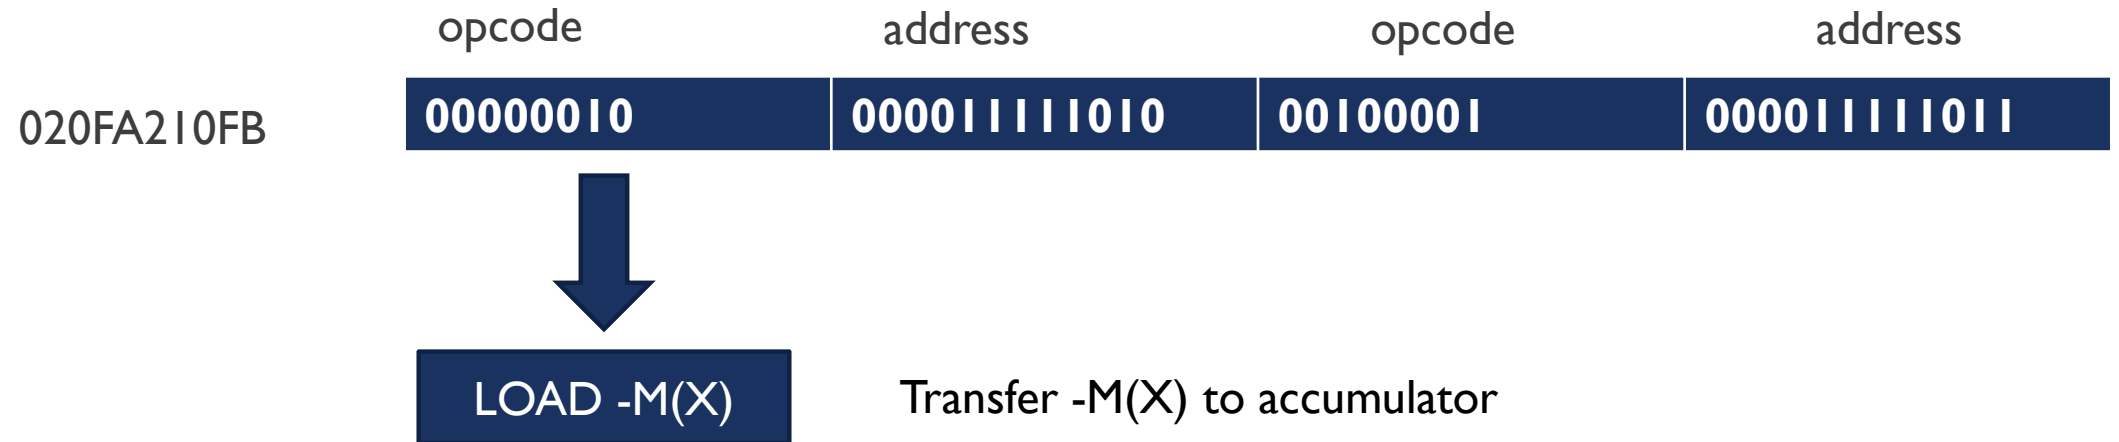 opcode address opcode address
020FA210FB 00000010 000011111010 00100001 000011111011
LOAD -M(X) Transfer -M(X) to accumulator